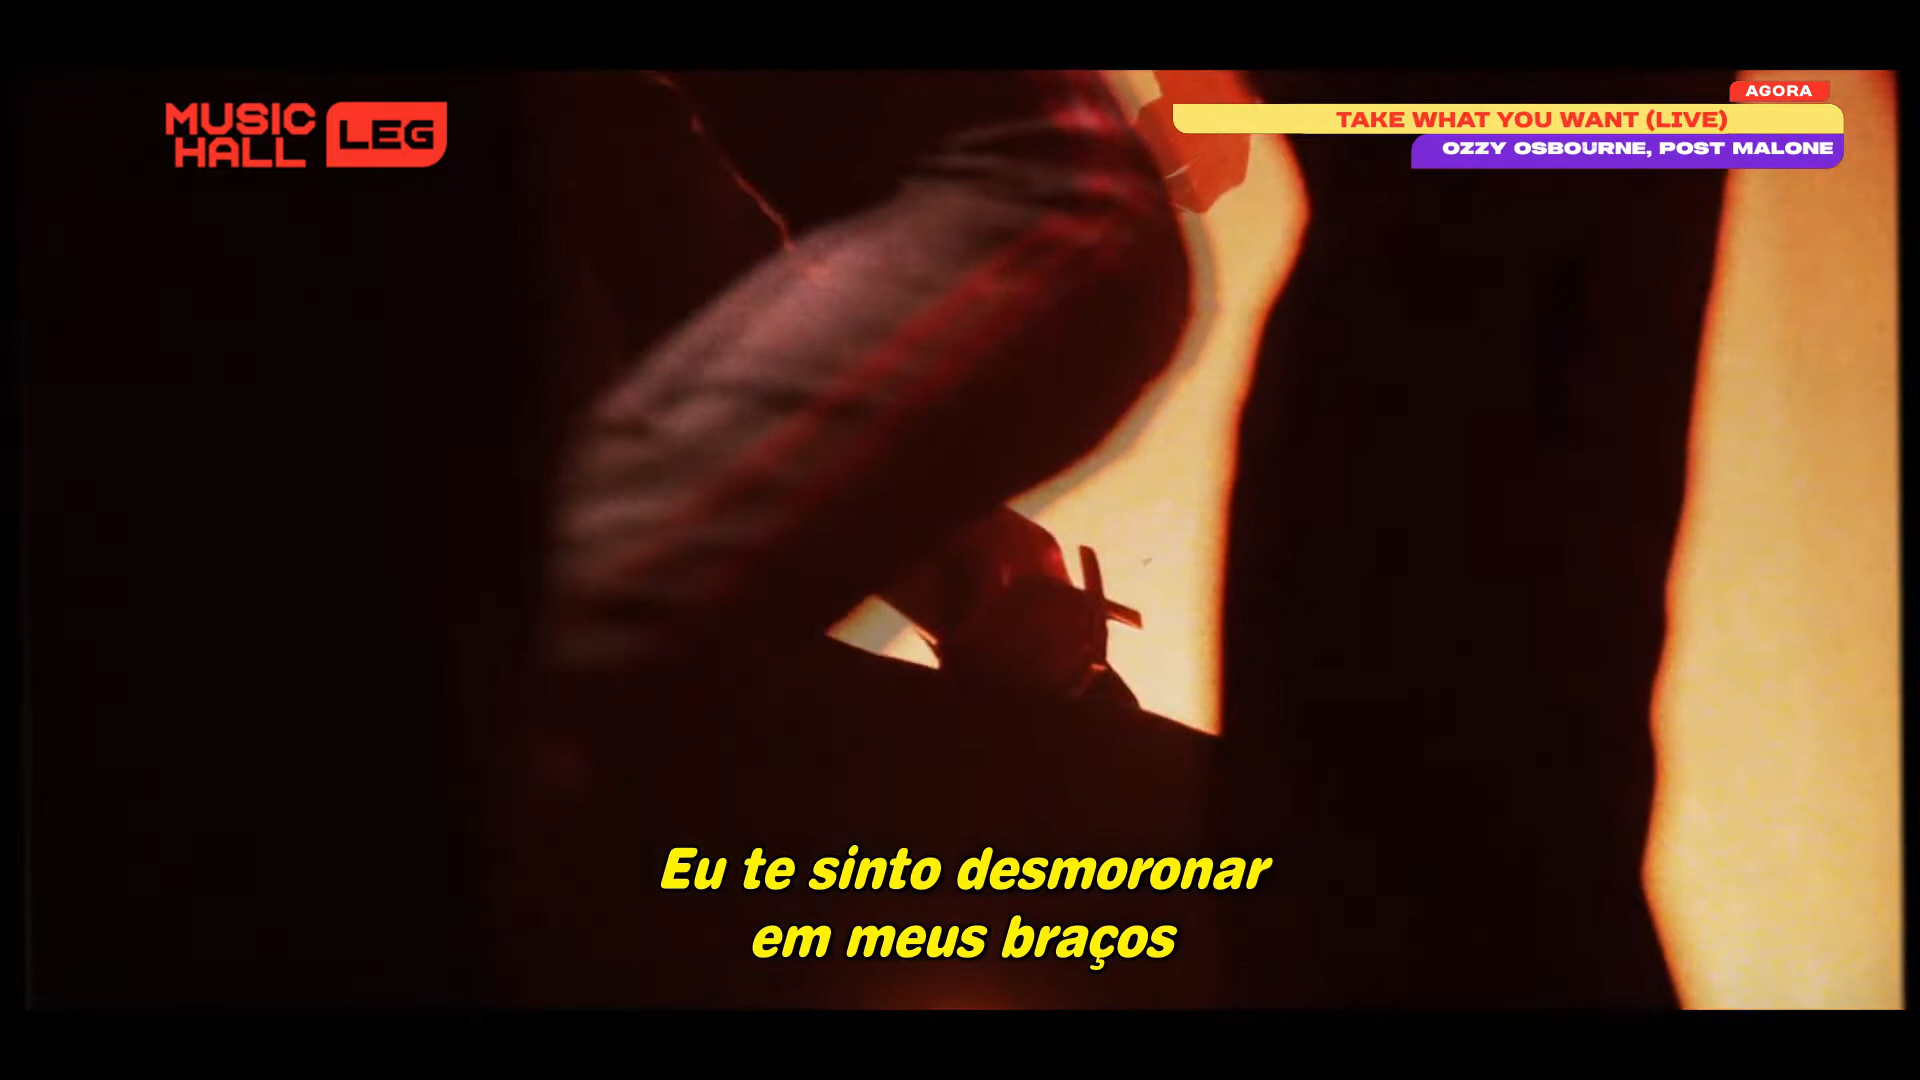 MUSIC
HALL
LEG
AGORA
TAKE WHAT YOU WANT (LIVE)
OZZY OSBOURNE, POST MALONE
Eu te sinto desmoronar
em meus braços